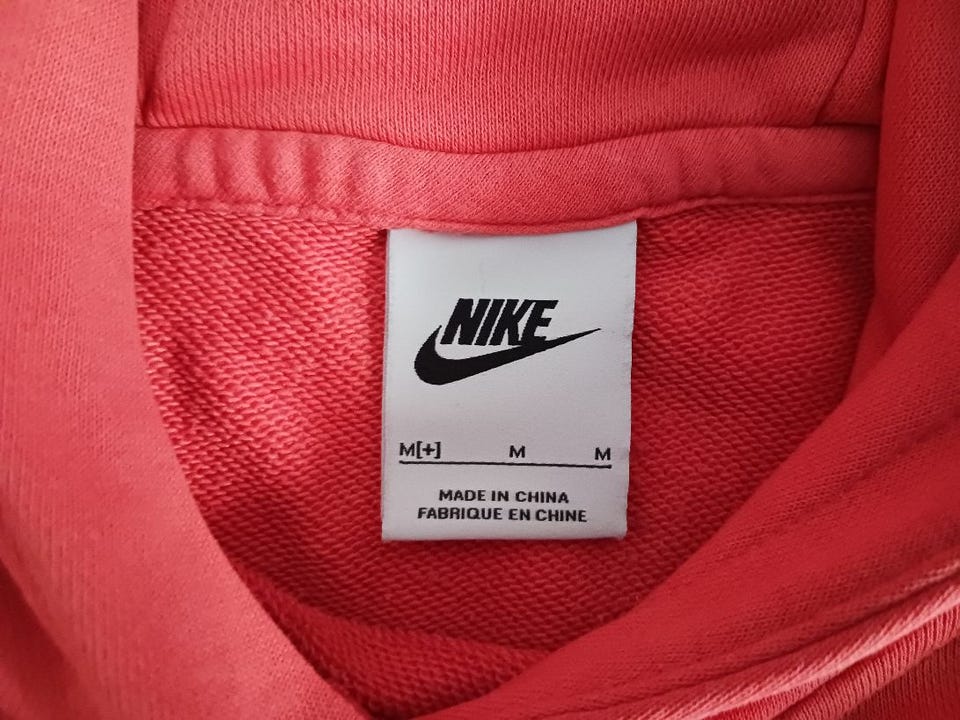 NIKE
M[+] M M
MADE IN CHINA
FABRIQUE EN CHINE